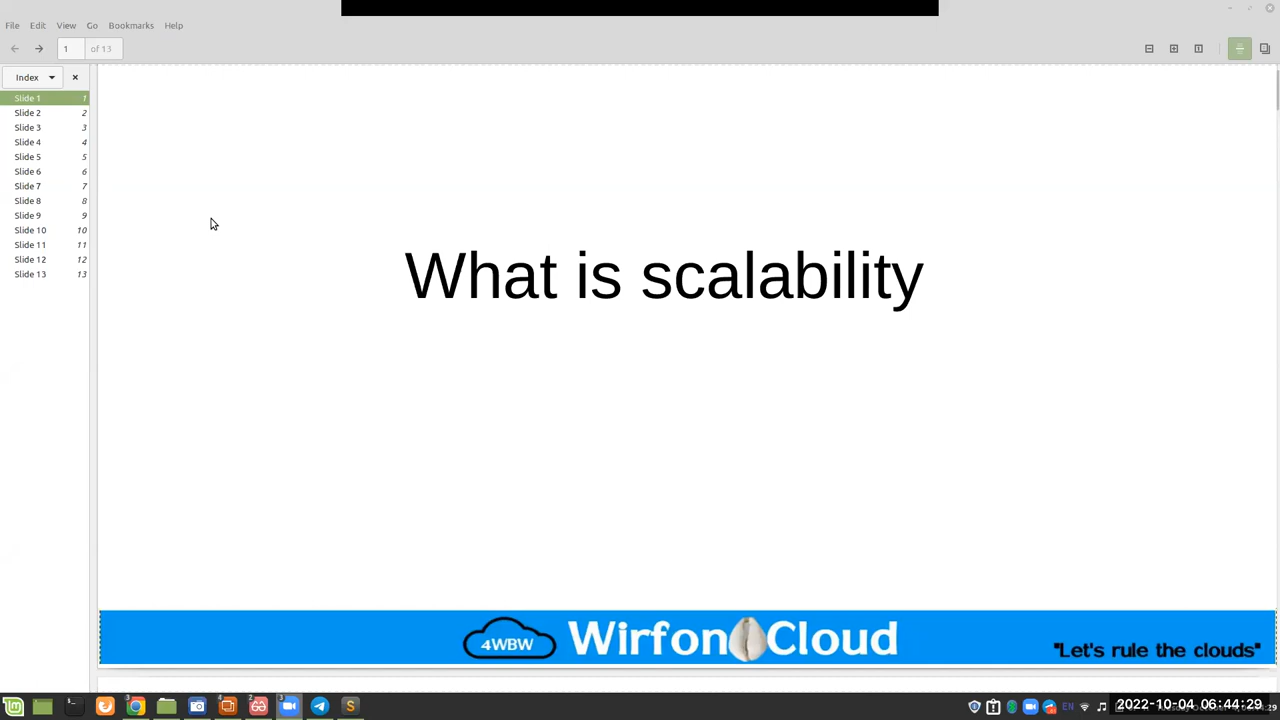 File Edit View Go Bookmarks Help
1 of 13
Index
Slide 1 1
Slide 2 2
Slide 3 3
Slide 4 4
Slide 5 5
Slide 6 6
Slide 7 7
Slide 8 8
Slide 9 9
Slide 10 10
Slide 11 11
Slide 12 12
Slide 13 13
What is scalability
4WBW Wirfon Cloud
"Let's rule the clouds"
EN
2022-10-04 06:44:29